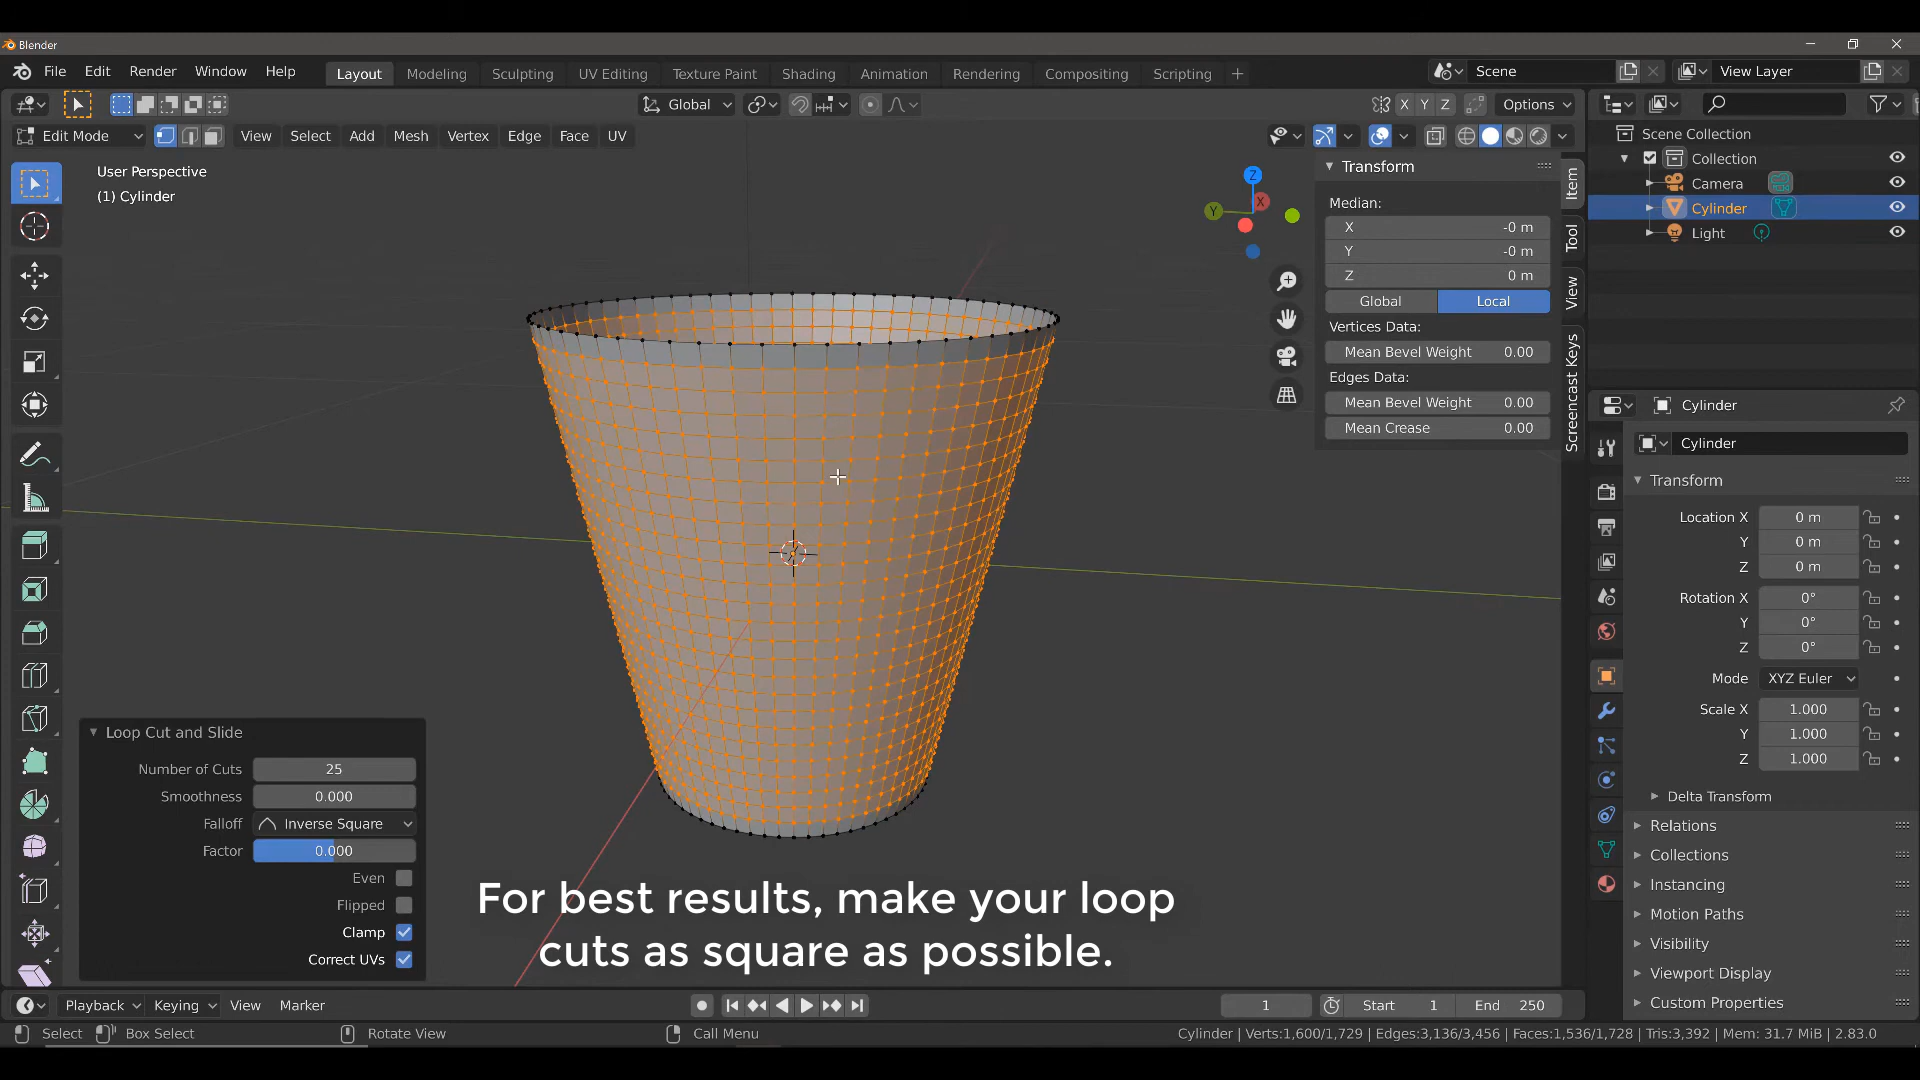 Blender
File Edit Render Window Help Layout Modeling Sculpting UV Editing Texture Paint Shading Animation Rendering Compositing Scripting + Scene View Layer
Global X Y Z Options
Edit Mode View Select Add Mesh Vertex Edge Face UV
User Perspective
(1) Cylinder
Z
Y
X
Transform
Median:
X -0 m
Y -0 m
Z 0 m
Global Local
Vertices Data:
Mean Bevel Weight 0.00
Edges Data:
Mean Bevel Weight 0.00
Mean Crease 0.00
Item
Tool
View
Screencast Keys
Scene Collection
Collection
Camera
Cylinder
Light
Cylinder
Cylinder
Transform
Location X 0 m
Y 0 m
Z 0 m
Rotation X 0°
Y 0°
Z 0°
Mode XYZ Euler
Scale X 1.000
Y 1.000
Z 1.000
Delta Transform
Relations
Collections
Instancing
Motion Paths
Visibility
Viewport Display
Custom Properties
Loop Cut and Slide
Number of Cuts 25
Smoothness 0.000
Falloff Inverse Square
Factor 0.000
Even
Flipped
Clamp
Correct UVs
For best results, make your loop
cuts as square as possible.
Playback Keying View Marker 1 Start 1 End 250
Select Box Select Rotate View Call Menu Cylinder | Verts:1,600/1,729 | Edges:3,136/3,456 | Faces:1,536/1,728 | Tris:3,392 | Mem: 31.7 MiB | 2.83.0